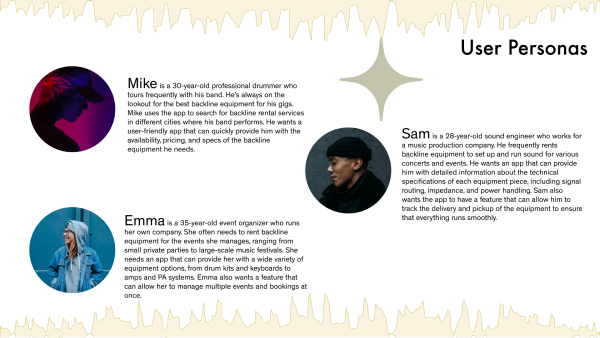 User Personas
Mike is a 30-year-old professional drummer who
tours frequently with his band. He's always on the
lookout for the best backline equipment for his gigs.
Mike uses the app to search for backline rental services
in different cities where his band performs. He wants a
user-friendly app that can quickly provide him with the
availability, pricing, and specs of the backline
equipment he needs.
Sam is a 28-year-old sound engineer who works for
a music production company. He frequently rents
backline equipment to set up and run sound for various
concerts and events. He wants an app that can provide
him with detailed information about the technical
specifications of each equipment piece, including signal
routing, impedance, and power handling. Sam also
wants the app to have a feature that can allow him to
track the delivery and pickup of the equipment to ensure
that everything runs smoothly.
Emma is a 35-year-old event organizer who runs
her own company. She often needs to rent backline
equipment for the events she manages, ranging from
small private parties to large-scale music festivals. She
needs an app that can provide her with a wide variety of
equipment options, from drum kits and keyboards to
amps and PA systems. Emma also wants a feature that
can allow her to manage multiple events and bookings at
once.